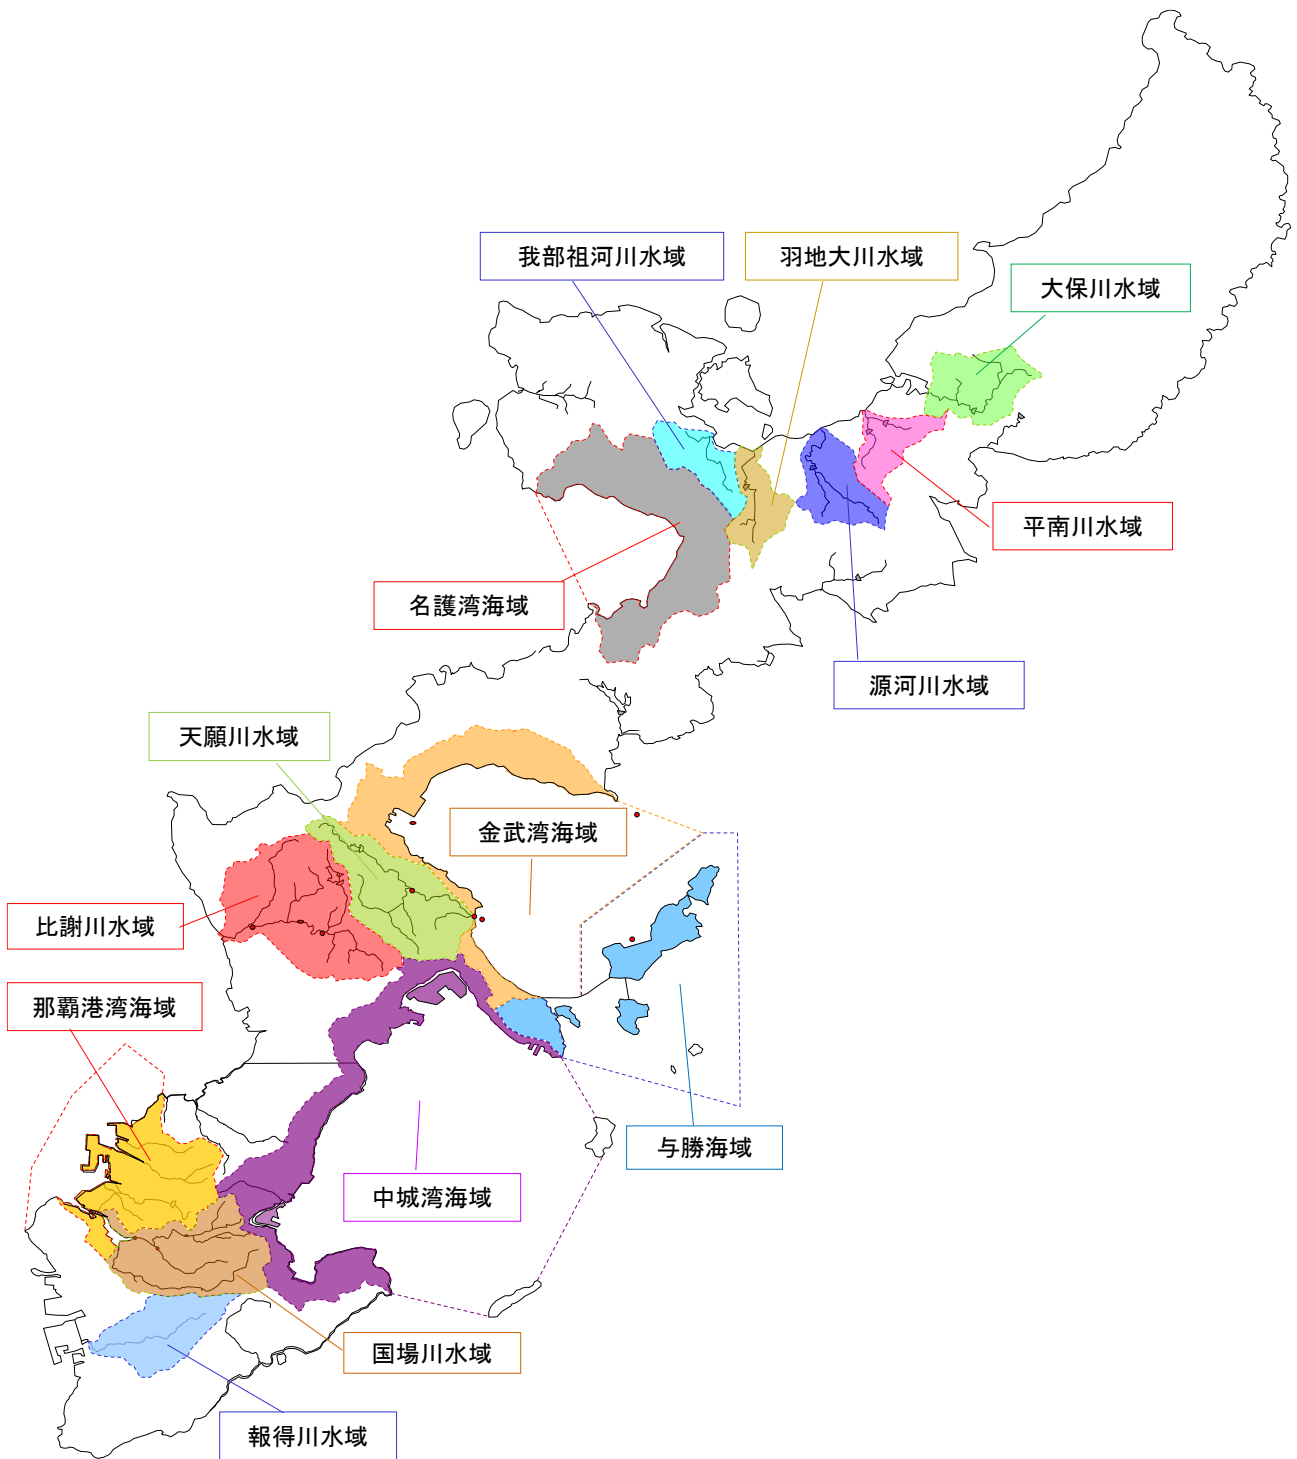 我部祖河川水域
羽地大川水域
大保川水域
平南川水域
名護湾海域
源河川水域
天願川水域
金武湾海域
比謝川水域
那覇港湾海域
与勝海域
中城湾海域
国場川水域
報得川水域